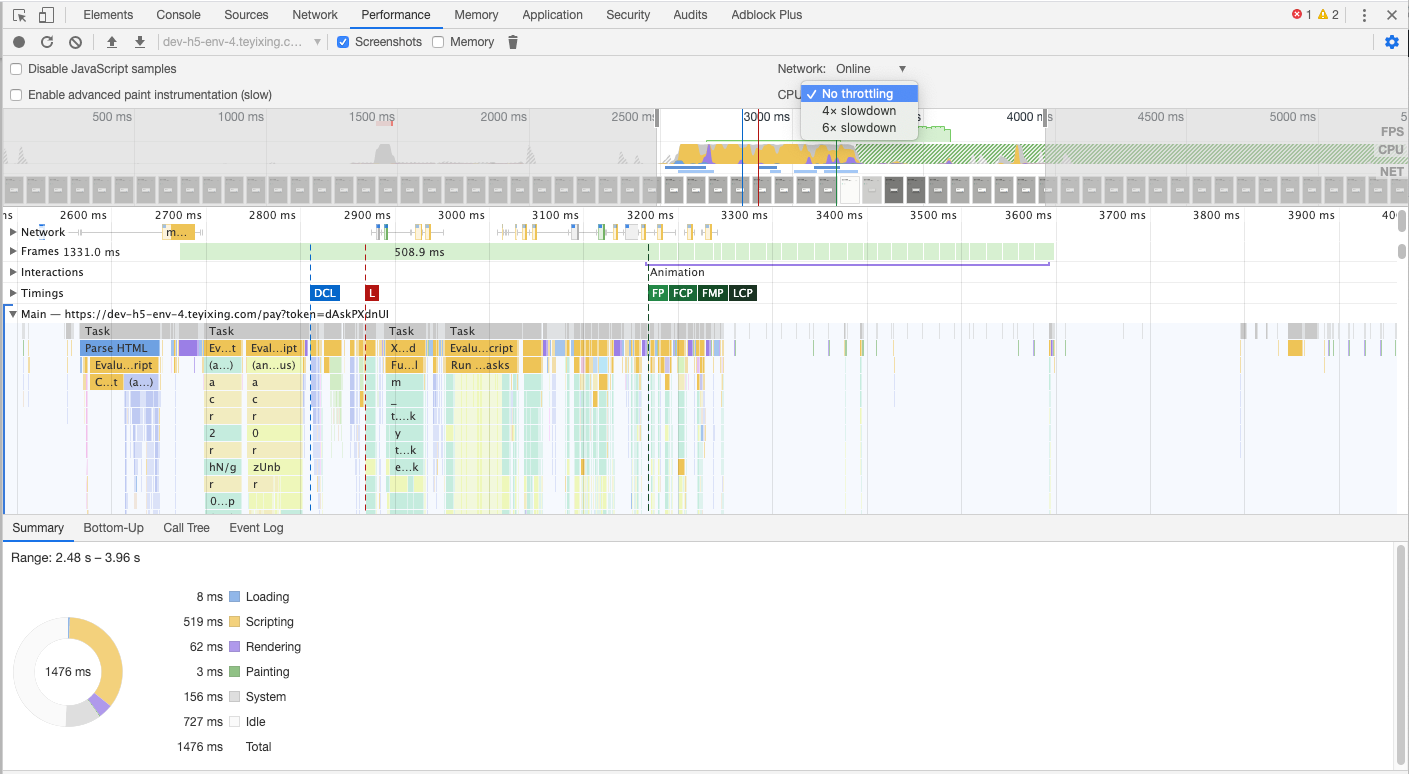 Elements Console Sources Network Performance Memory Application Security Audits Adblock Plus 1 2
dev-h5-env-4.teyixing.c… Screenshots Memory
Disable JavaScript samples Network: Online
Enable advanced paint instrumentation (slow) CPU
✓ No throttling
4× slowdown
6× slowdown
500 ms 1000 ms 1500 ms 2000 ms 2500 ms 3000 ms 4000 ms 4500 ms 5000 ms
FPS
CPU
NET
2600 ms 2700 ms 2800 ms 2900 ms 3000 ms 3100 ms 3200 ms 3300 ms 3400 ms 3500 ms 3600 ms 3700 ms 3800 ms 3900 ms
Network m…
Frames 1331.0 ms 508.9 ms
Interactions Animation
Timings DCL L FP FCP FMP LCP
Main — https://dev-h5-env-4.teyixing.com/pay?token=dAskPXdnUI
Task Task Task Task
Parse HTML Ev…t Eval…ipt X…d Evalu…cript
Evalu…ript (a…) (an…us) Fu…l Run …asks
C…t (a…) a a m
c c _
r r t.…k
2 0 y
r r t…k
hN/g zUnb e…k
r r
0…p
Summary Bottom-Up Call Tree Event Log
Range: 2.48 s – 3.96 s
8 ms Loading
519 ms Scripting
62 ms Rendering
1476 ms
3 ms Painting
156 ms System
727 ms Idle
1476 ms Total